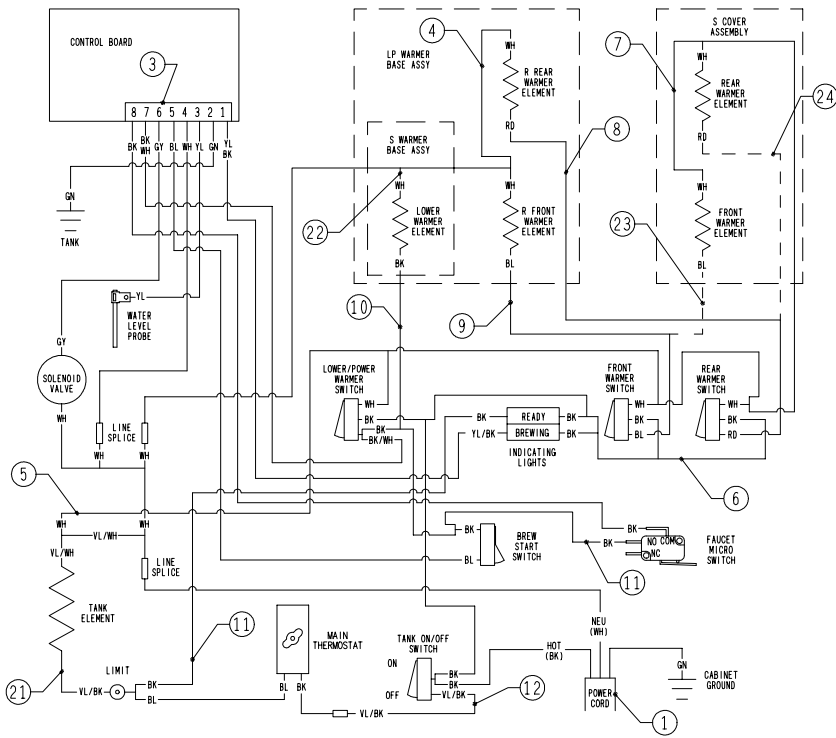 CONTROL BOARD
3
8 7 6 5 4 3 2 1
BK
BK
WH
GY
BL
WH
YL
GN
YL
BK
GN
TANK
YL
WATER
LEVEL
PROBE
GY
SOLENOID
VALVE
WH
LINE
SPLICE
WH
WH
4
LP WARMER
BASE ASSY
WH
R REAR
WARMER
ELEMENT
RD
S WARMER
BASE ASSY
22
WH
LOWER
WARMER
ELEMENT
BK
WH
R FRONT
WARMER
ELEMENT
BL
8
10
9
S COVER
ASSEMBLY
7
WH
REAR
WARMER
ELEMENT
RD
24
WH
FRONT
WARMER
ELEMENT
BL
23
LOWER/POWER
WARMER
SWITCH
WH
BK
BK
BK/WH
BK READY BK
YL/BK BREWING BK
INDICATING
LIGHTS
FRONT
WARMER
SWITCH
WH
BK
BL
REAR
WARMER
SWITCH
WH
BK
RD
6
5
WH
VL/WH
WH
VL/WH
LINE
SPLICE
TANK
ELEMENT
21
11
LIMIT
VL/BK
BK
BL
BK
BL
BREW
START
SWITCH
BK
BK
NO COM
NC
FAUCET
MICRO
SWITCH
11
MAIN
THERMOSTAT
BL BK
VL/BK
TANK ON/OFF
SWITCH
ON
OFF
BK
BK
VL/BK
12
HOT
(BK)
NEU
(WH)
POWER
CORD
1
GN
CABINET
GROUND